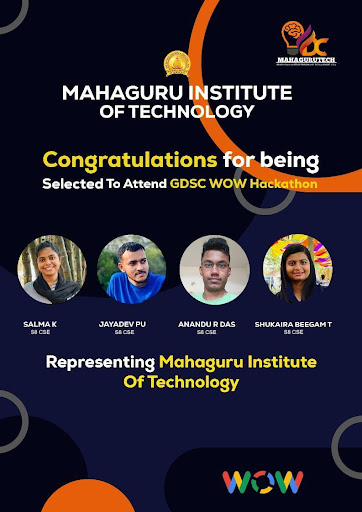 DC
MAHAGURUTECH
MAHAGURU INSTITUTE
OF TECHNOLOGY
Congratulations for being
Selected To Attend GDSC WOW Hackathon
SALMA K
S8 CSE
JAYADEV PU
S8 CSE
ANANDU R DAS
S8 CSE
SHUKAIRA BEEGAM T
S8 CSE
Representing Mahaguru Institute
Of Technology
WOW